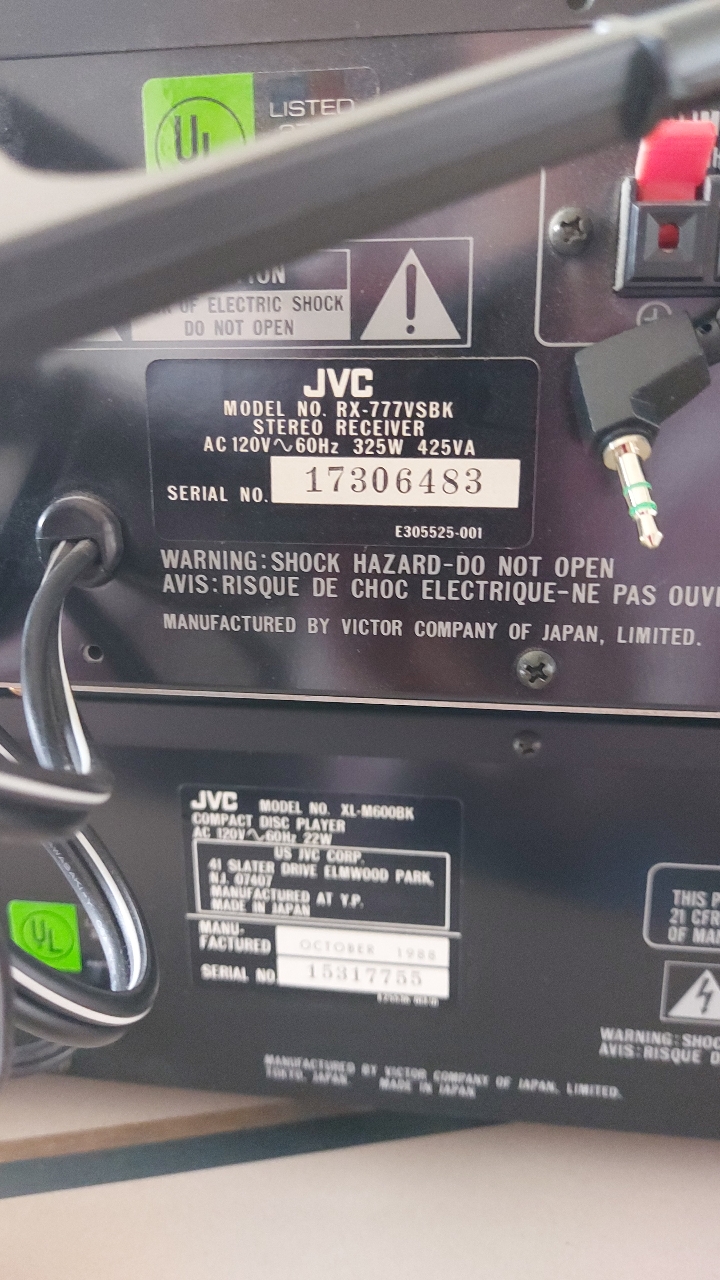 UL
LISTED
OF ELECTRIC SHOCK
DO NOT OPEN
JVC
MODEL NO. RX-777VSBK
STEREO RECEIVER
AC 120V∿60Hz 325W 425VA
SERIAL NO. 17306483
E305525-001
WARNING:SHOCK HAZARD-DO NOT OPEN
AVIS:RISQUE DE CHOC ELECTRIQUE-NE PAS
MANUFACTURED BY VICTOR COMPANY OF JAPAN, LIMITED.
JVC MODEL NO. XL-M600BK
COMPACT DISC PLAYER
AC 120V∿60Hz 22W
US JVC CORP.
41 SLATER DRIVE ELMWOOD PARK,
N.J. 07407
MANUFACTURED AT Y.P.
MADE IN JAPAN
MANU-
FACTURED OCTOBER 1988
SERIAL NO. 15317755
UL
THIS
21 CFR
OF
WARNING:
AVIS:RISQUE
MANUFACTURED BY VICTOR COMPANY OF JAPAN, LIMITED.
TOKYO, JAPAN. MADE IN JAPAN